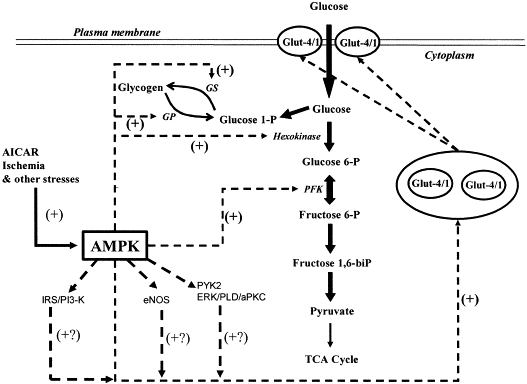 Glucose
Plasma membrane
Glut-4/1 Glut-4/1
Cytoplasm
(+)
Glycogen GS
GP Glucose 1-P Glucose
(+)
(+) Hexokinase
Glucose 6-P
AICAR
Ischemia
& other stresses
Glut-4/1 Glut-4/1
PFK
(+) (+)
Fructose 6-P
AMPK
Fructose 1,6-biP
PYK2
IRS/PI3-K eNOS ERK/PLD/aPKC
(+)
Pyruvate
(+?) (+?) (+?)
TCA Cycle